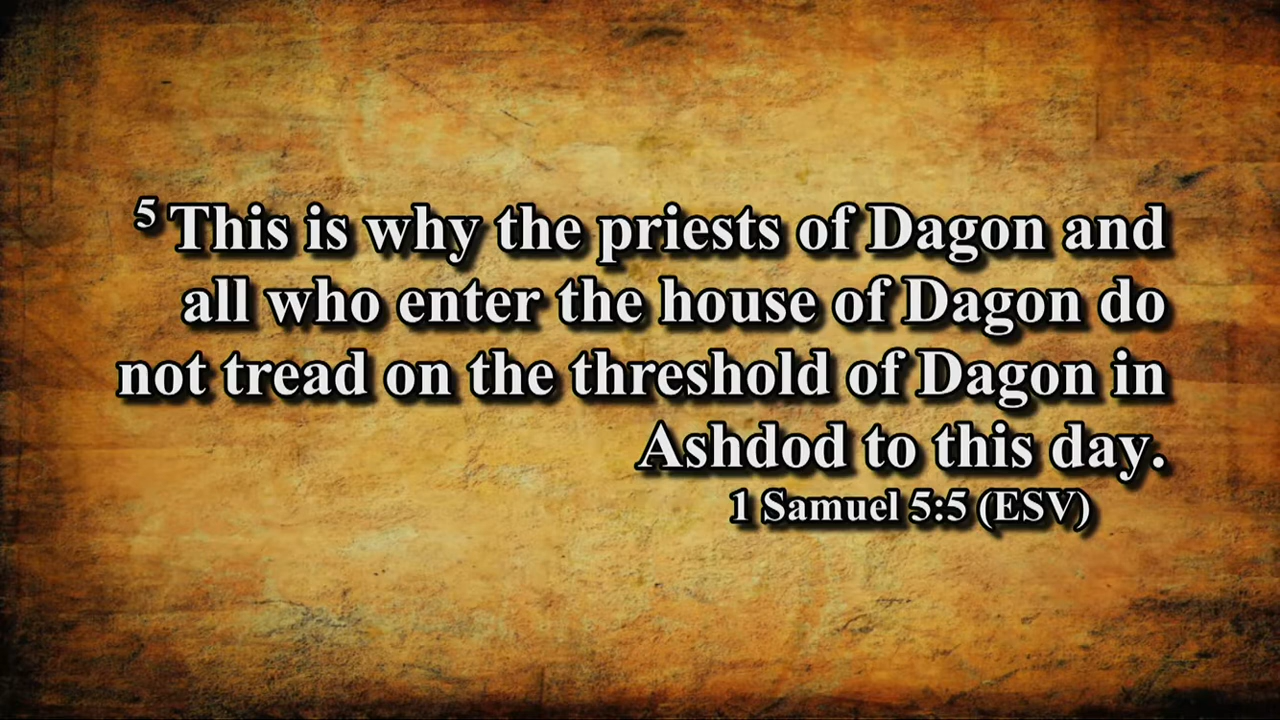 ⁵ This is why the priests of Dagon and
all who enter the house of Dagon do
not tread on the threshold of Dagon in
Ashdod to this day.
1 Samuel 5:5 (ESV)